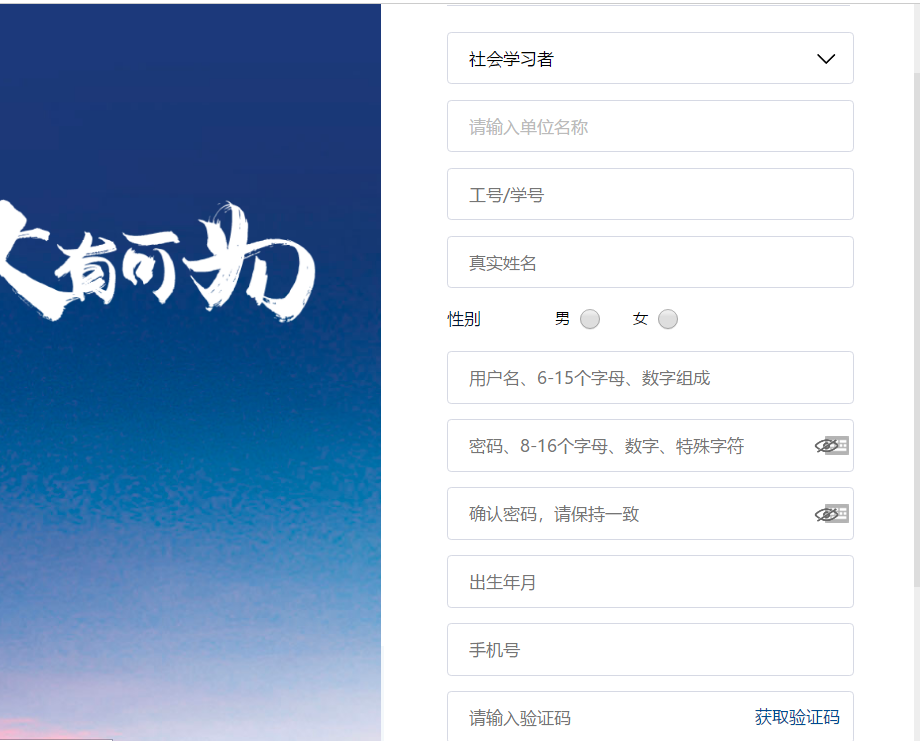 有可为
社会学习者
请输入单位名称
工号/学号
真实姓名
性别 男 女
用户名、6-15个字母、数字组成
密码、8-16个字母、数字、特殊字符
确认密码，请保持一致
出生年月
手机号
请输入验证码 获取验证码